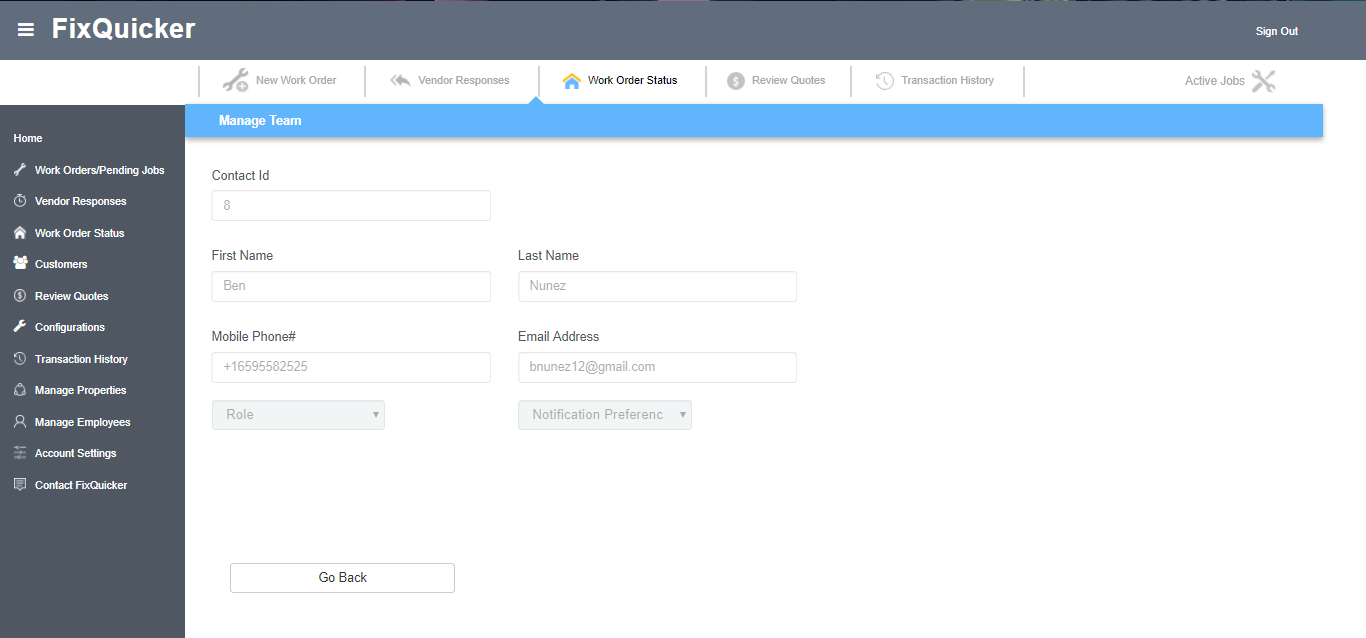 FixQuicker
Sign Out
New Work Order
Vendor Responses
Work Order Status
Review Quotes
Transaction History
Active Jobs
Home
Work Orders/Pending Jobs
Vendor Responses
Work Order Status
Customers
Review Quotes
Configurations
Transaction History
Manage Properties
Manage Employees
Account Settings
Contact FixQuicker
Manage Team
Contact Id
8
First Name
Last Name
Ben
Nunez
Mobile Phone#
Email Address
+16595582525
bnunez12@gmail.com
Role
Notification Preferenc
Go Back